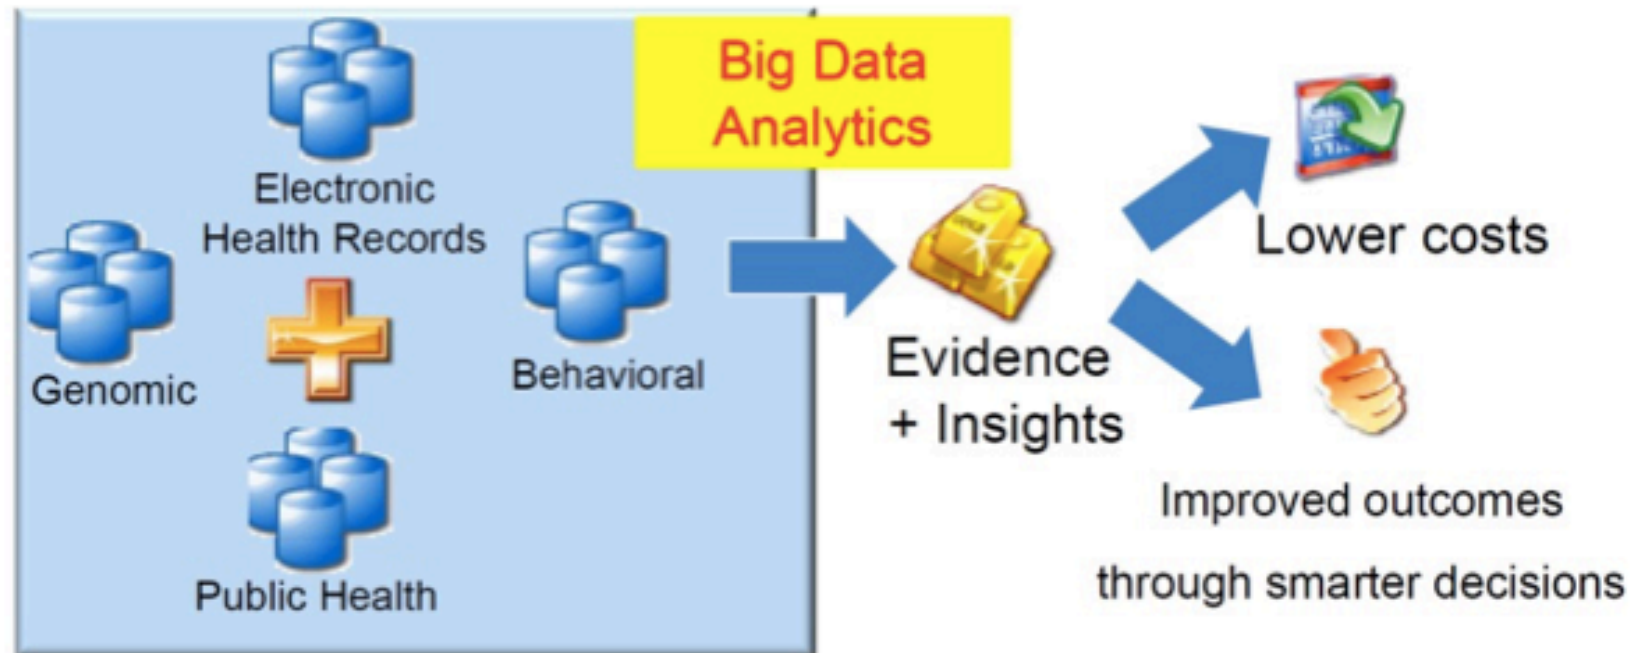 Big Data
Analytics
Electronic
Health Records
Genomic
Behavioral
Public Health
Evidence
+ Insights
Lower costs
Improved outcomes
through smarter decisions